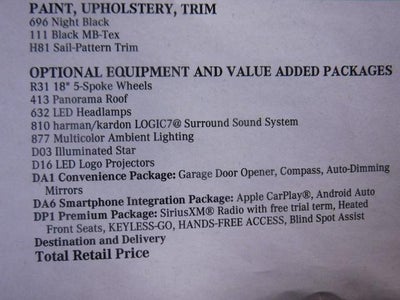 PAINT, UPHOLSTERY, TRIM
696 Night Black
111 Black MB-Tex
H81 Sail-Pattern Trim
OPTIONAL EQUIPMENT AND VALUE ADDED PACKAGES
R31 18" 5-Spoke Wheels
413 Panorama Roof
632 LED Headlamps
810 harman/kardon LOGIC7® Surround Sound System
877 Multicolor Ambient Lighting
D03 Illuminated Star
D16 LED Logo Projectors
DA1 Convenience Package: Garage Door Opener, Compass, Auto-Dimming
Mirrors
DA6 Smartphone Integration Package: Apple CarPlay®, Android Auto
DP1 Premium Package: SiriusXM® Radio with free trial term, Heated
Front Seats, KEYLESS-GO, HANDS-FREE ACCESS, Blind Spot Assist
Destination and Delivery
Total Retail Price